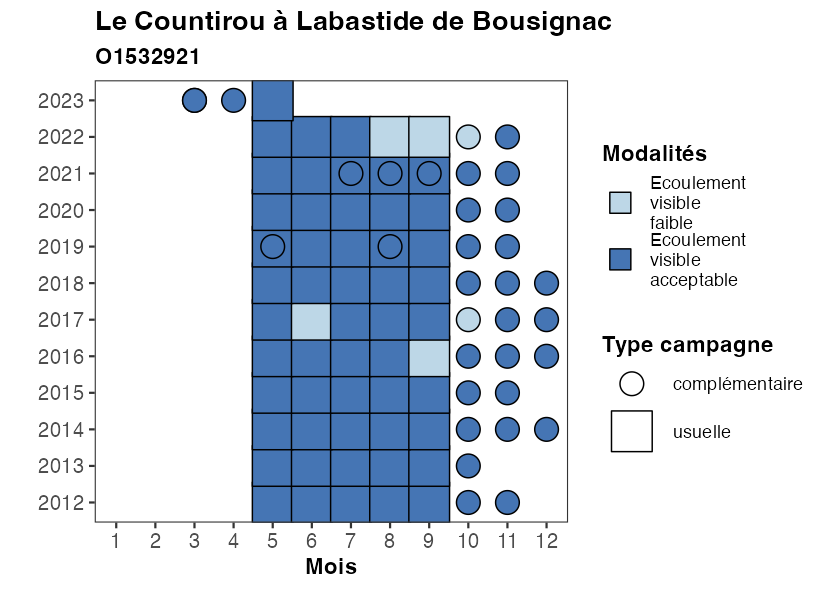 Le Countirou à Labastide de Bousignac
O1532921
2023
2022
2021
2020
2019
2018
2017
2016
2015
2014
2013
2012
1 2 3 4 5 6 7 8 9 10 11 12
Mois
Modalités
Ecoulement
visible
faible
Ecoulement
visible
acceptable
Type campagne
complémentaire
usuelle